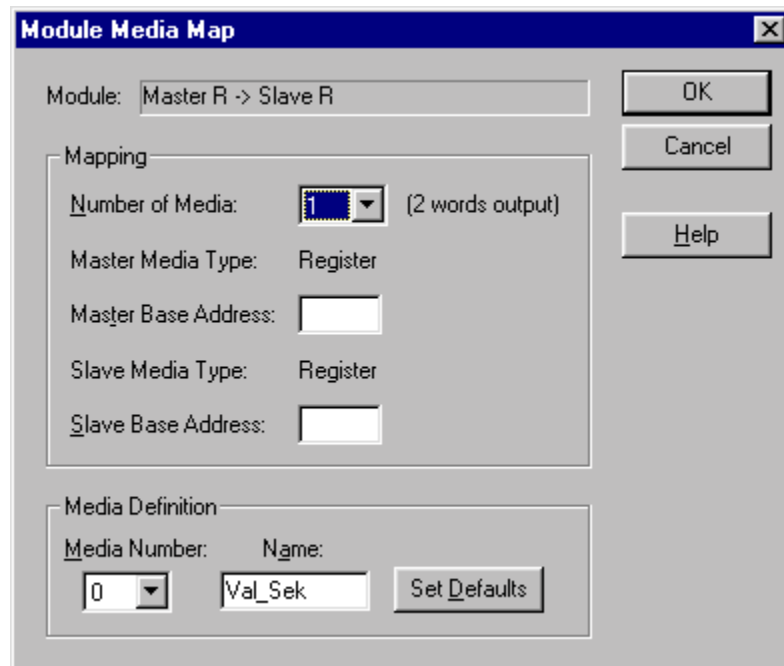 Module Media Map
Module: Master R -> Slave R
OK
Cancel
Help
Mapping
Number of Media: 1 (2 words output)
Master Media Type: Register
Master Base Address:
Slave Media Type: Register
Slave Base Address:
Media Definition
Media Number: Name:
0 Val_Sek Set Defaults